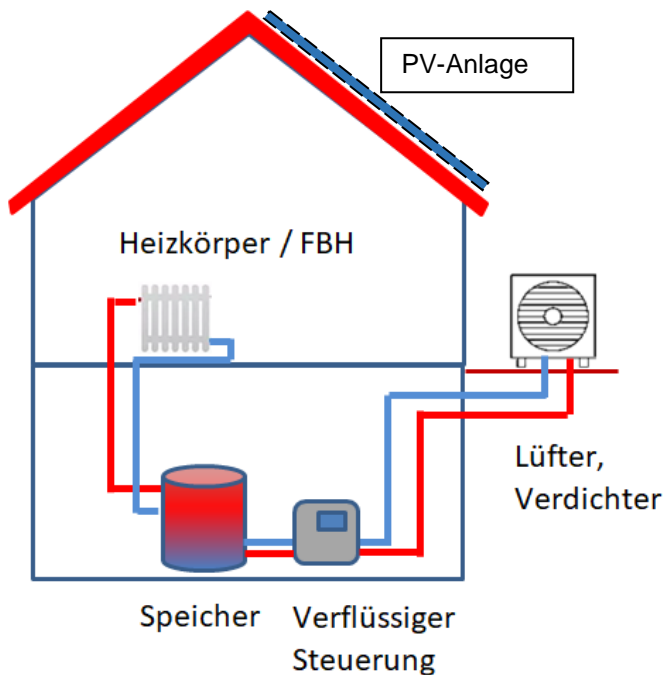 PV-Anlage
Heizkörper / FBH
Lüfter,
Verdichter
Speicher
Verflüssiger
Steuerung